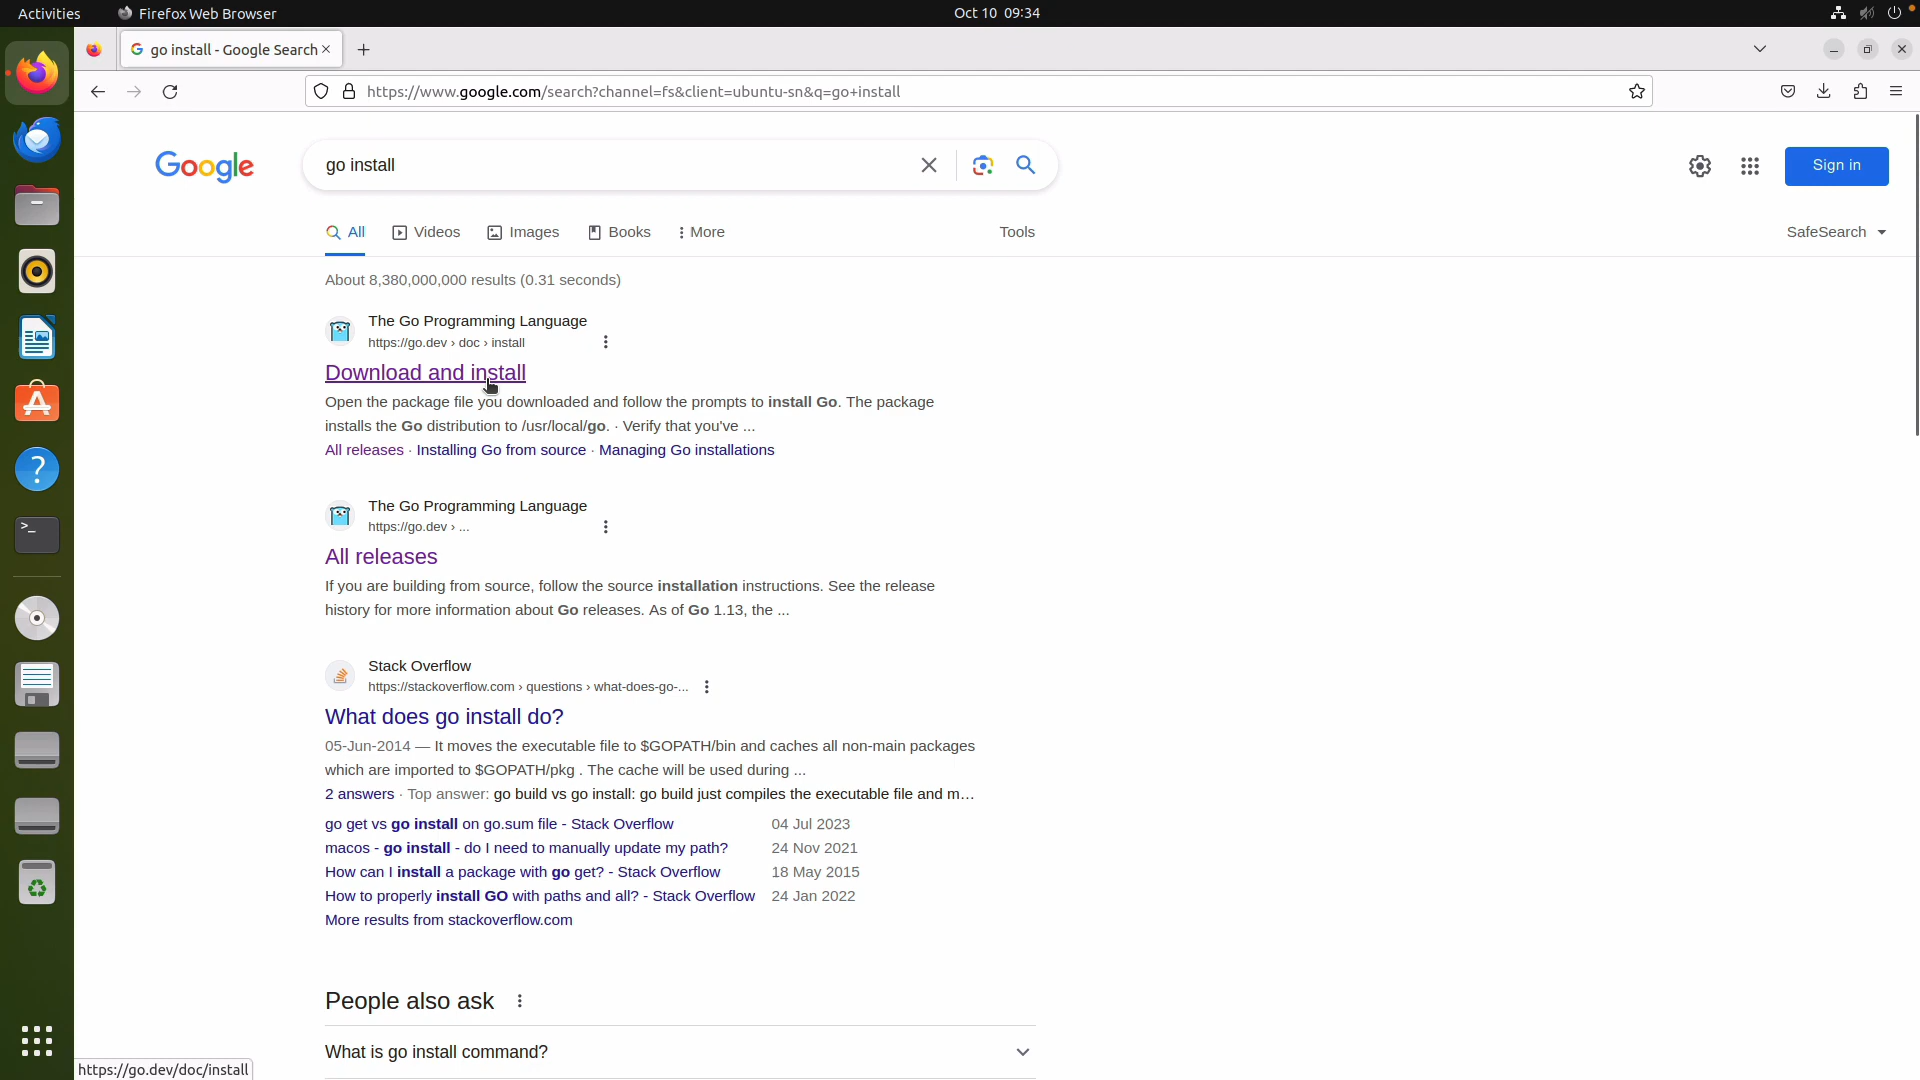 Activities
Firefox Web Browser
Oct 10 09:34
go install - Google Search
https://www.google.com/search?channel=fs&client=ubuntu-sn&q=go+install
Google
go install
Sign in
All
Videos
Images
Books
More
Tools
SafeSearch
About 8,380,000,000 results (0.31 seconds)
The Go Programming Language
https://go.dev › doc › install
Download and install
Open the package file you downloaded and follow the prompts to install Go. The package
installs the Go distribution to /usr/local/go. · Verify that you've ...
All releases · Installing Go from source · Managing Go installations
The Go Programming Language
https://go.dev › ...
All releases
If you are building from source, follow the source installation instructions. See the release
history for more information about Go releases. As of Go 1.13, the ...
Stack Overflow
https://stackoverflow.com › questions › what-does-go-...
What does go install do?
05-Jun-2014 — It moves the executable file to $GOPATH/bin and caches all non-main packages
which are imported to $GOPATH/pkg . The cache will be used during ...
2 answers · Top answer: go build vs go install: go build just compiles the executable file and m...
go get vs go install on go.sum file - Stack Overflow 04 Jul 2023
macos - go install - do I need to manually update my path? 24 Nov 2021
How can I install a package with go get? - Stack Overflow 18 May 2015
How to properly install GO with paths and all? - Stack Overflow 24 Jan 2022
More results from stackoverflow.com
People also ask
What is go install command?
https://go.dev/doc/install